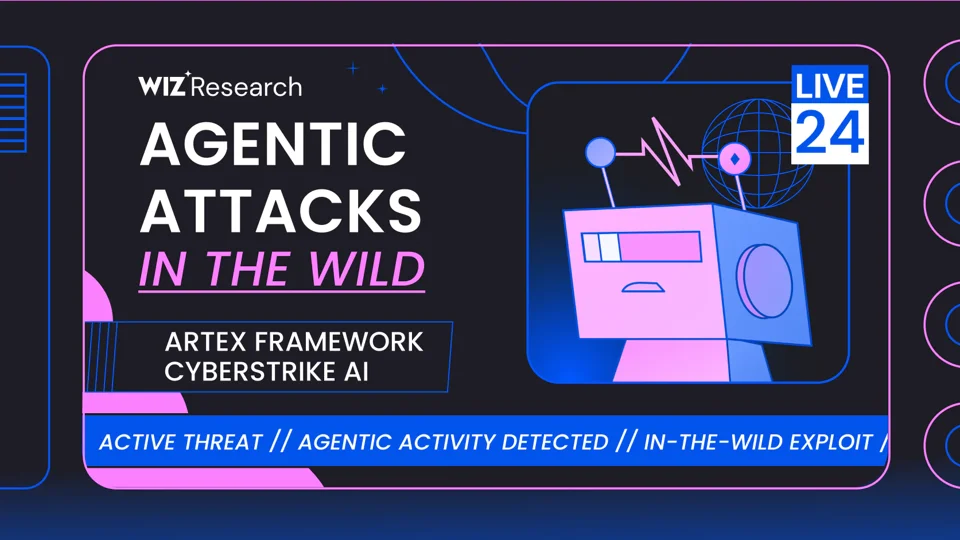 WIZ Research
AGENTIC
ATTACKS
IN THE WILD
ARTEX FRAMEWORK
CYBERSTRIKE AI
LIVE
24
ACTIVE THREAT // AGENTIC ACTIVITY DETECTED // IN-THE-WILD EXPLOIT /